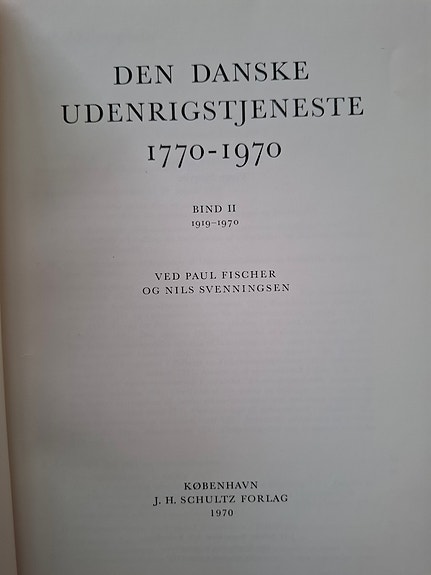 DEN DANSKE
UDENRIGSTJENESTE
1770-1970
BIND II
1919-1970
VED PAUL FISCHER
OG NILS SVENNINGSEN
KØBENHAVN
J. H. SCHULTZ FORLAG
1970